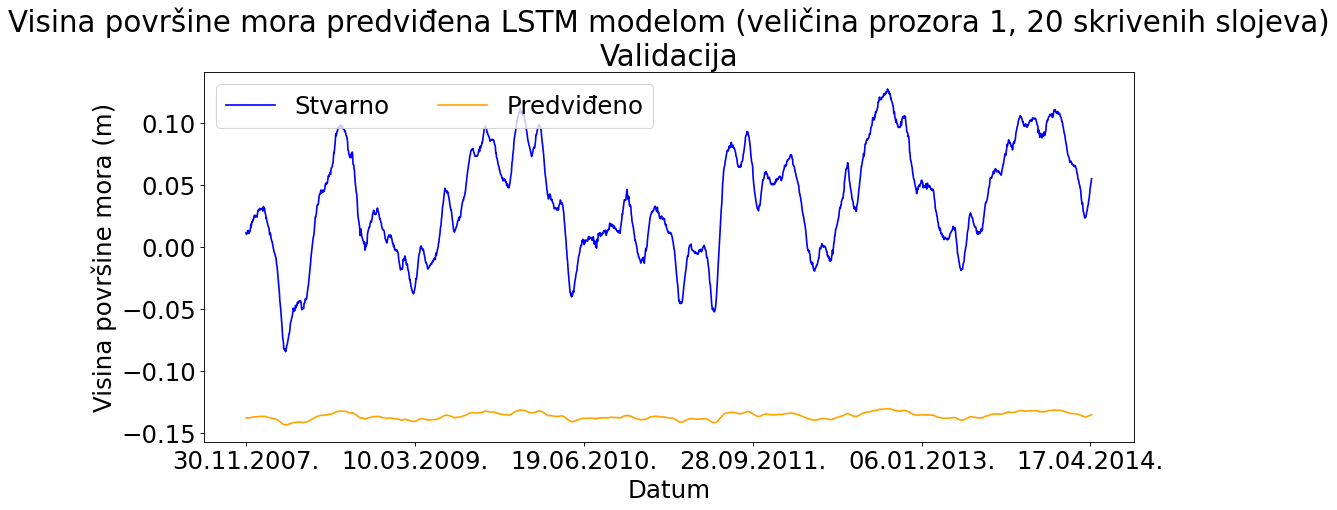 Visina površine mora predviđena LSTM modelom (veličina prozora 1, 20 skrivenih slojeva)
Validacija
Stvarno Predviđeno
Visina površine mora (m)
0.10
0.05
0.00
−0.05
−0.10
−0.15
30.11.2007. 10.03.2009. 19.06.2010. 28.09.2011. 06.01.2013. 17.04.2014.
Datum